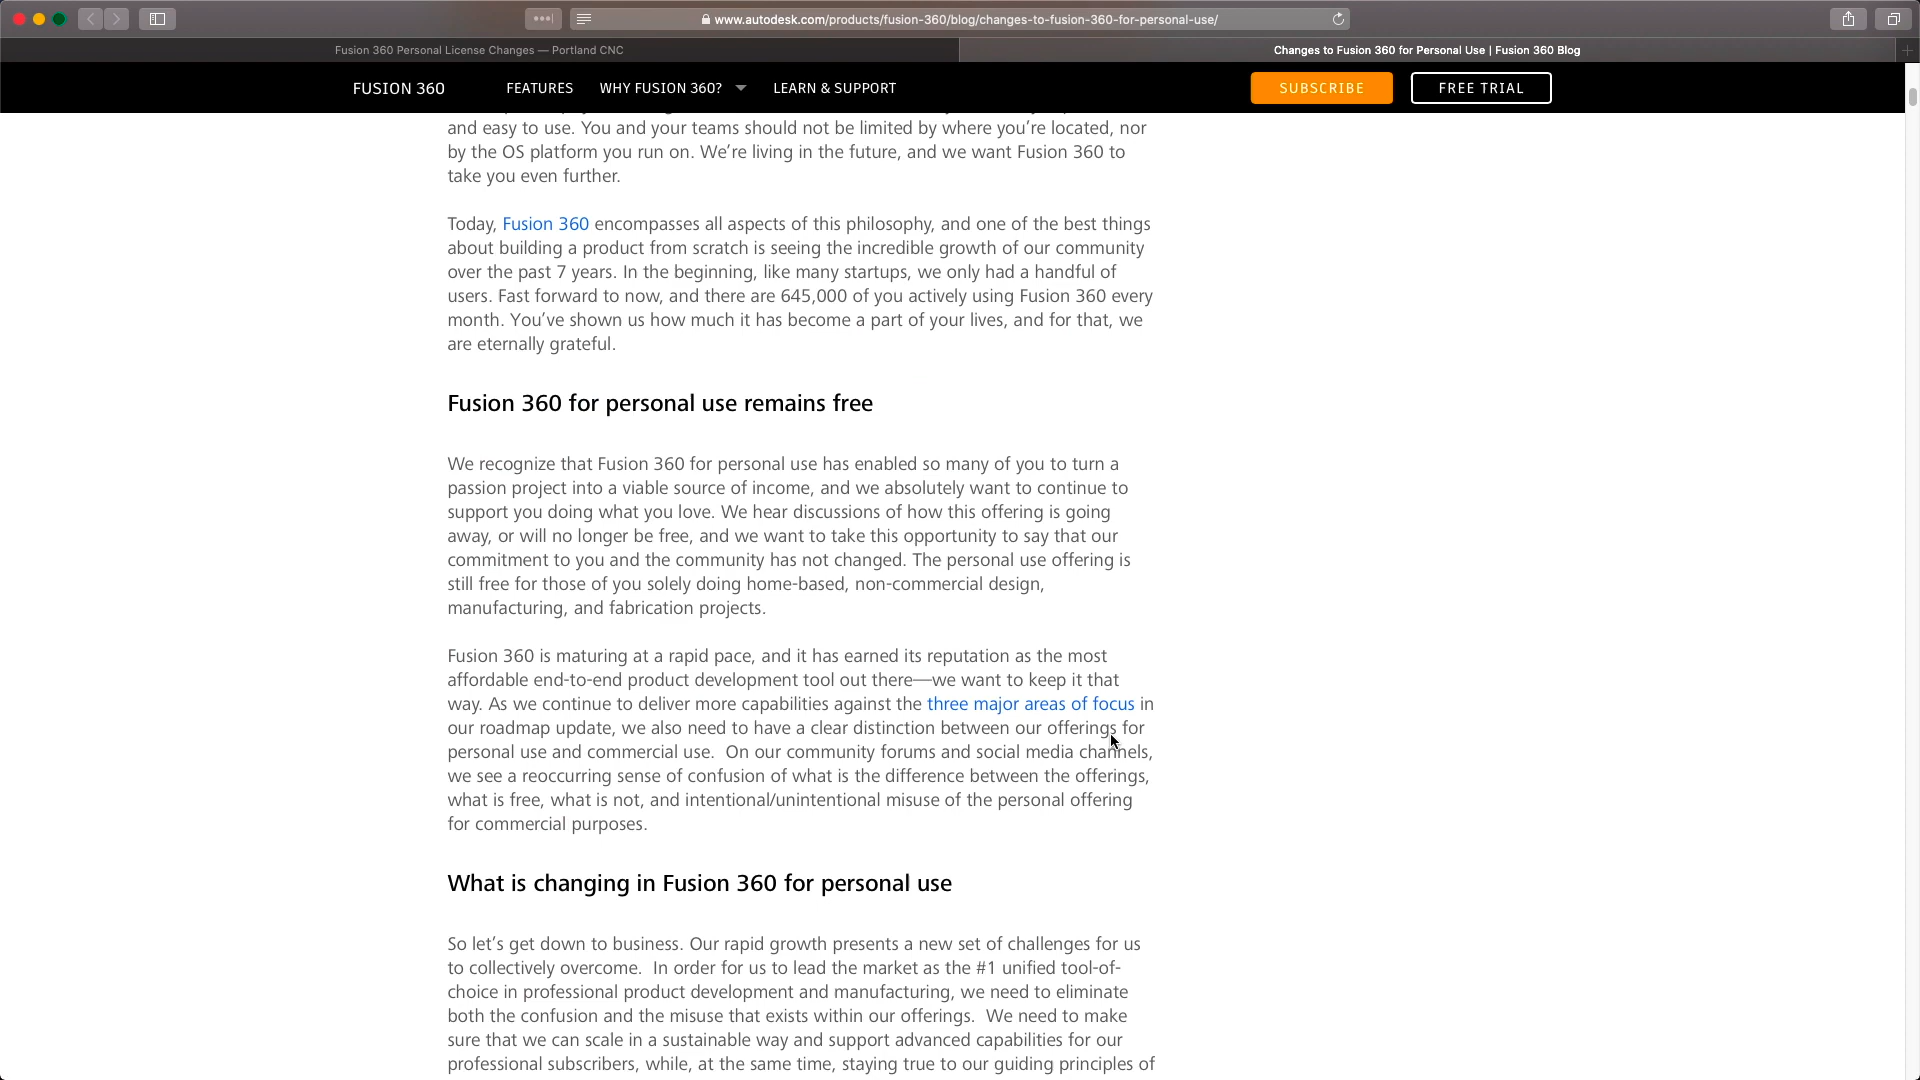 www.autodesk.com/products/fusion-360/blog/changes-to-fusion-360-for-personal-use/
Fusion 360 Personal License Changes — Portland CNC
Changes to Fusion 360 for Personal Use | Fusion 360 Blog
FUSION 360
FEATURES
WHY FUSION 360?
LEARN & SUPPORT
SUBSCRIBE
FREE TRIAL
and easy to use. You and your teams should not be limited by where you’re located, nor
by the OS platform you run on. We’re living in the future, and we want Fusion 360 to
take you even further.
Today, Fusion 360 encompasses all aspects of this philosophy, and one of the best things
about building a product from scratch is seeing the incredible growth of our community
over the past 7 years. In the beginning, like many startups, we only had a handful of
users. Fast forward to now, and there are 645,000 of you actively using Fusion 360 every
month. You’ve shown us how much it has become a part of your lives, and for that, we
are eternally grateful.
Fusion 360 for personal use remains free
We recognize that Fusion 360 for personal use has enabled so many of you to turn a
passion project into a viable source of income, and we absolutely want to continue to
support you doing what you love. We hear discussions of how this offering is going
away, or will no longer be free, and we want to take this opportunity to say that our
commitment to you and the community has not changed. The personal use offering is
still free for those of you solely doing home-based, non-commercial design,
manufacturing, and fabrication projects.
Fusion 360 is maturing at a rapid pace, and it has earned its reputation as the most
affordable end-to-end product development tool out there—we want to keep it that
way. As we continue to deliver more capabilities against the three major areas of focus in
our roadmap update, we also need to have a clear distinction between our offerings for
personal use and commercial use.  On our community forums and social media channels,
we see a reoccurring sense of confusion of what is the difference between the offerings,
what is free, what is not, and intentional/unintentional misuse of the personal offering
for commercial purposes.
What is changing in Fusion 360 for personal use
So let’s get down to business. Our rapid growth presents a new set of challenges for us
to collectively overcome.  In order for us to lead the market as the #1 unified tool-of-
choice in professional product development and manufacturing, we need to eliminate
both the confusion and the misuse that exists within our offerings.  We need to make
sure that we can scale in a sustainable way and support advanced capabilities for our
professional subscribers, while, at the same time, staying true to our guiding principles of